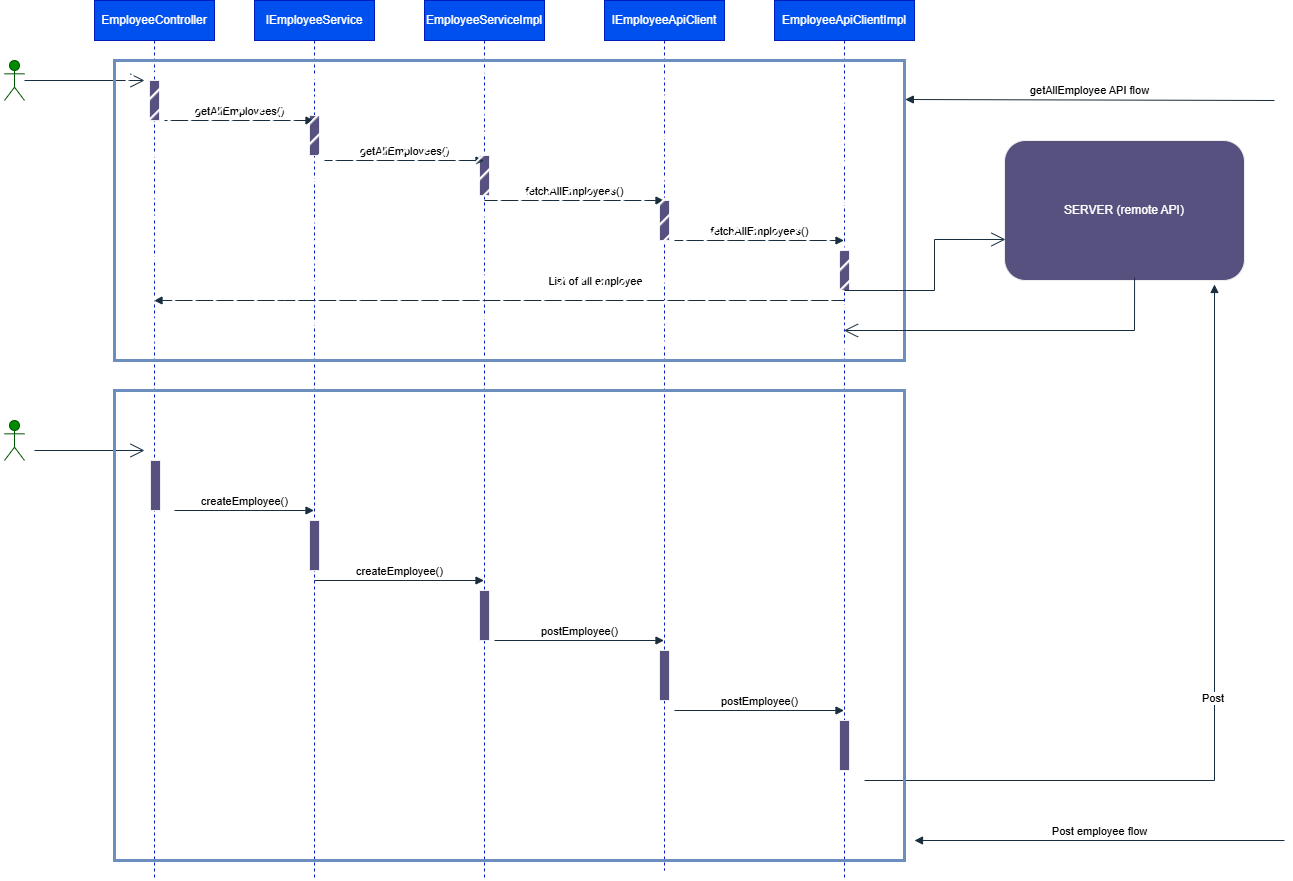 EmployeeController
IEmployeeService
EmployeeServiceImpl
IEmployeeApiClient
EmployeeApiClientImpl
getAllEmployee API flow
getAllEmployees()
getAllEmployees()
fetchAllEmployees()
SERVER (remote API)
fetchAllEmployees()
List of all employee
createEmployee()
createEmployee()
postEmployee()
postEmployee()
Post
Post employee flow